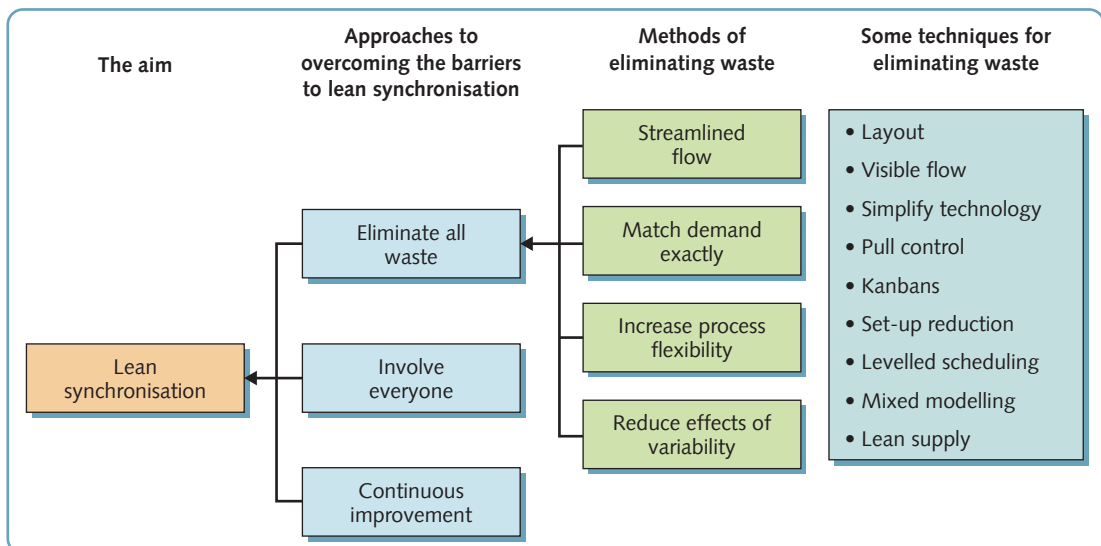 The aim
Approaches to
overcoming the barriers
to lean synchronisation
Methods of
eliminating waste
Some techniques for
eliminating waste
Lean
synchronisation
Eliminate all
waste
Involve
everyone
Continuous
improvement
Streamlined
flow
Match demand
exactly
Increase process
flexibility
Reduce effects of
variability
• Layout
• Visible flow
• Simplify technology
• Pull control
• Kanbans
• Set-up reduction
• Levelled scheduling
• Mixed modelling
• Lean supply